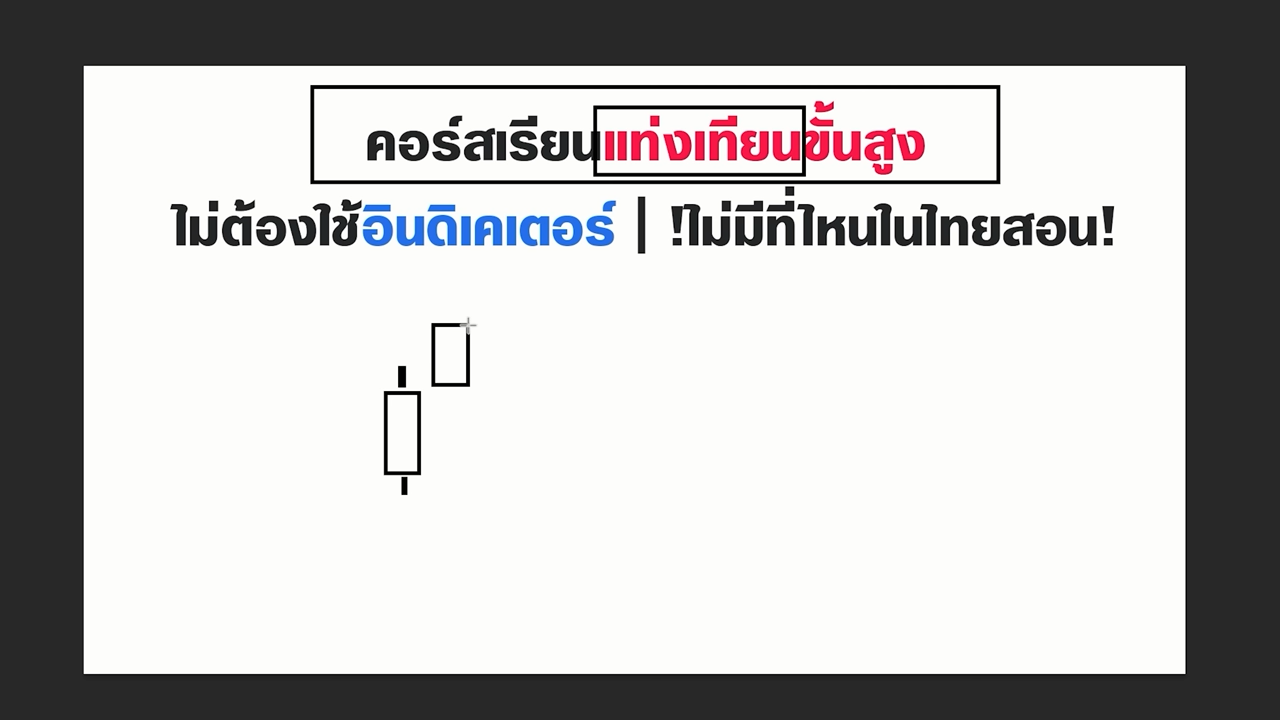 คอร์สเรียนแท่งเทียนขั้นสูง
ไม่ต้องใช้อินดิเคเตอร์ | !ไม่มีที่ไหนในไทยสอน!